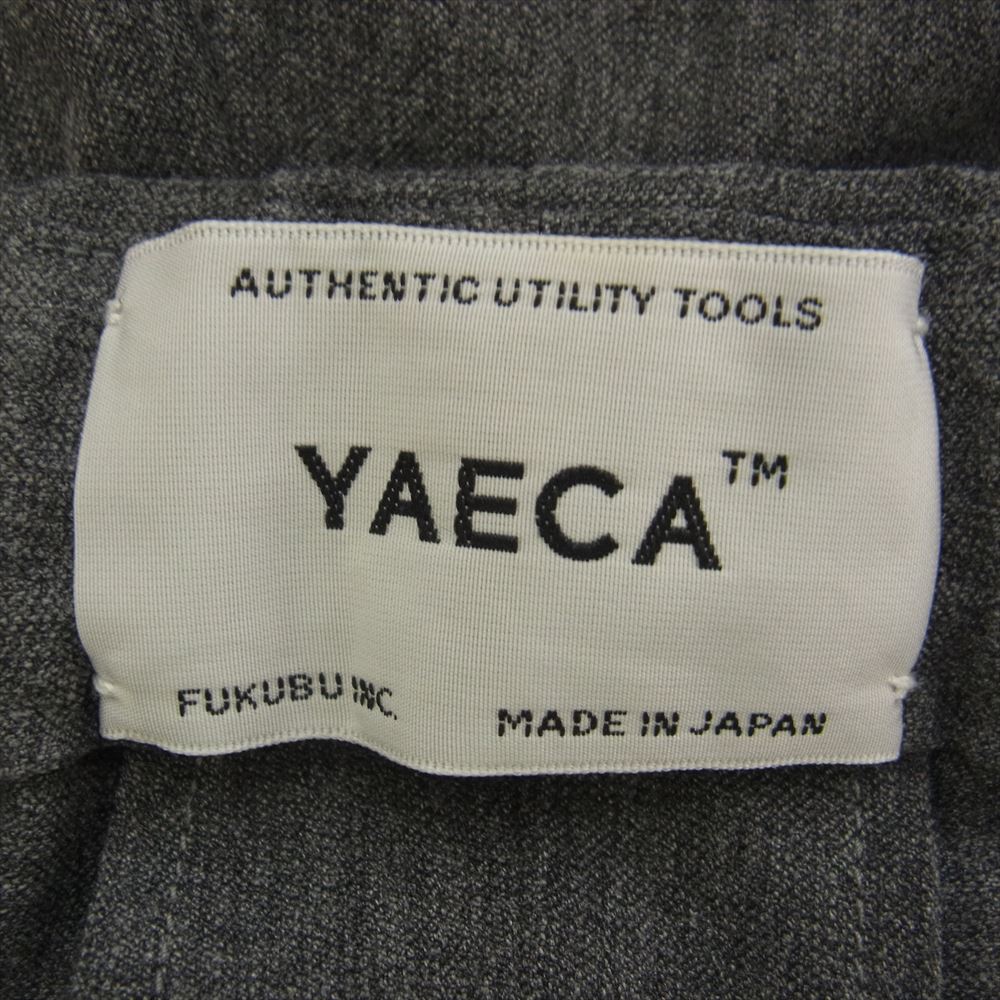 AUTHENTIC UTILITY TOOLS
YAECA™
FUKUBU INC.
MADE IN JAPAN